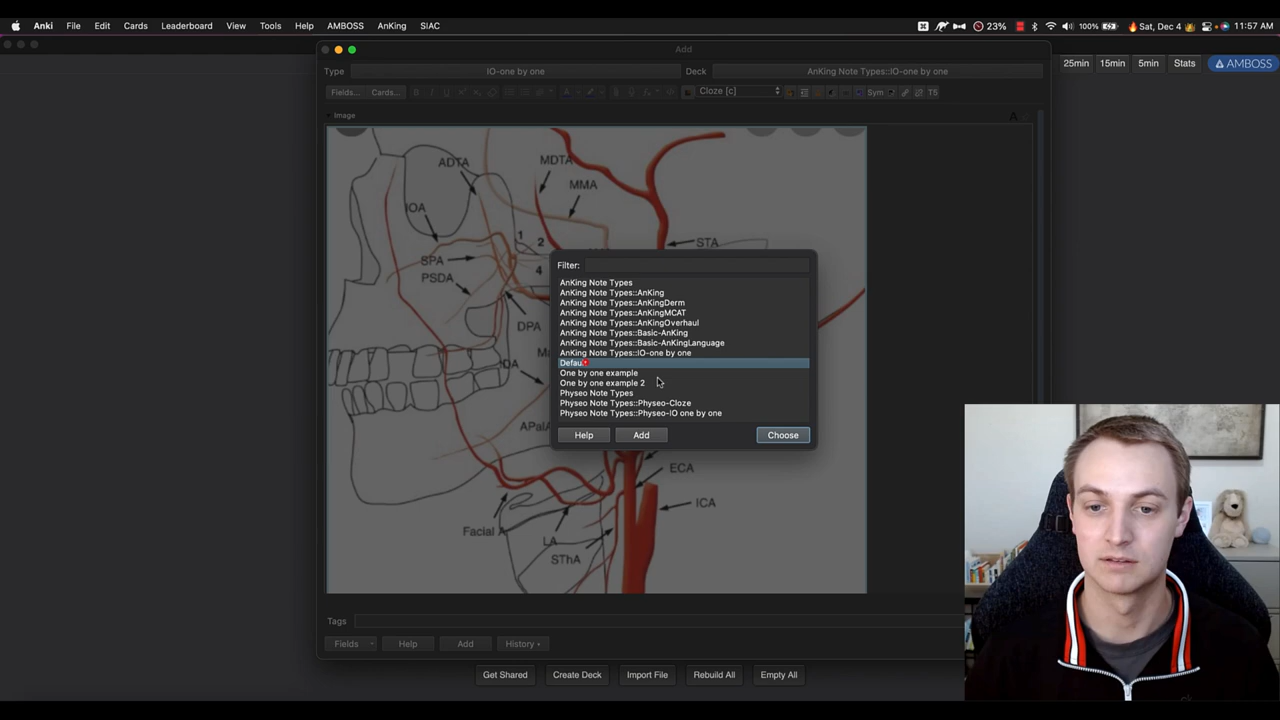 Anki File Edit Cards Leaderboard View Tools Help AMBOSS AnKing SIAC 23% 100% Sat, Dec 4 11:57 AM
Add
Type IO-one by one Deck AnKing Note Types::IO-one by one 25min 15min 5min Stats AMBOSS
Fields... Cards... B I U Cloze [c] Sym T5
Image
ADTA
MDTA
MMA
IOA
1
2
STA
SPA
4
PSDA
DPA
APalA
ECA
ICA
Facial A
LA
SThA
Filter:
AnKing Note Types
AnKing Note Types::AnKing
AnKing Note Types::AnKingDerm
AnKing Note Types::AnKingMCAT
AnKing Note Types::AnKingOverhaul
AnKing Note Types::Basic-AnKing
AnKing Note Types::Basic-AnKingLanguage
AnKing Note Types::IO-one by one
One by one example
One by one example 2
Physeo Note Types
Physeo Note Types::Physeo-Cloze
Physeo Note Types::Physeo-IO one by one
Help Add Choose
Tags
Fields Help Add History
Get Shared Create Deck Import File Rebuild All Empty All